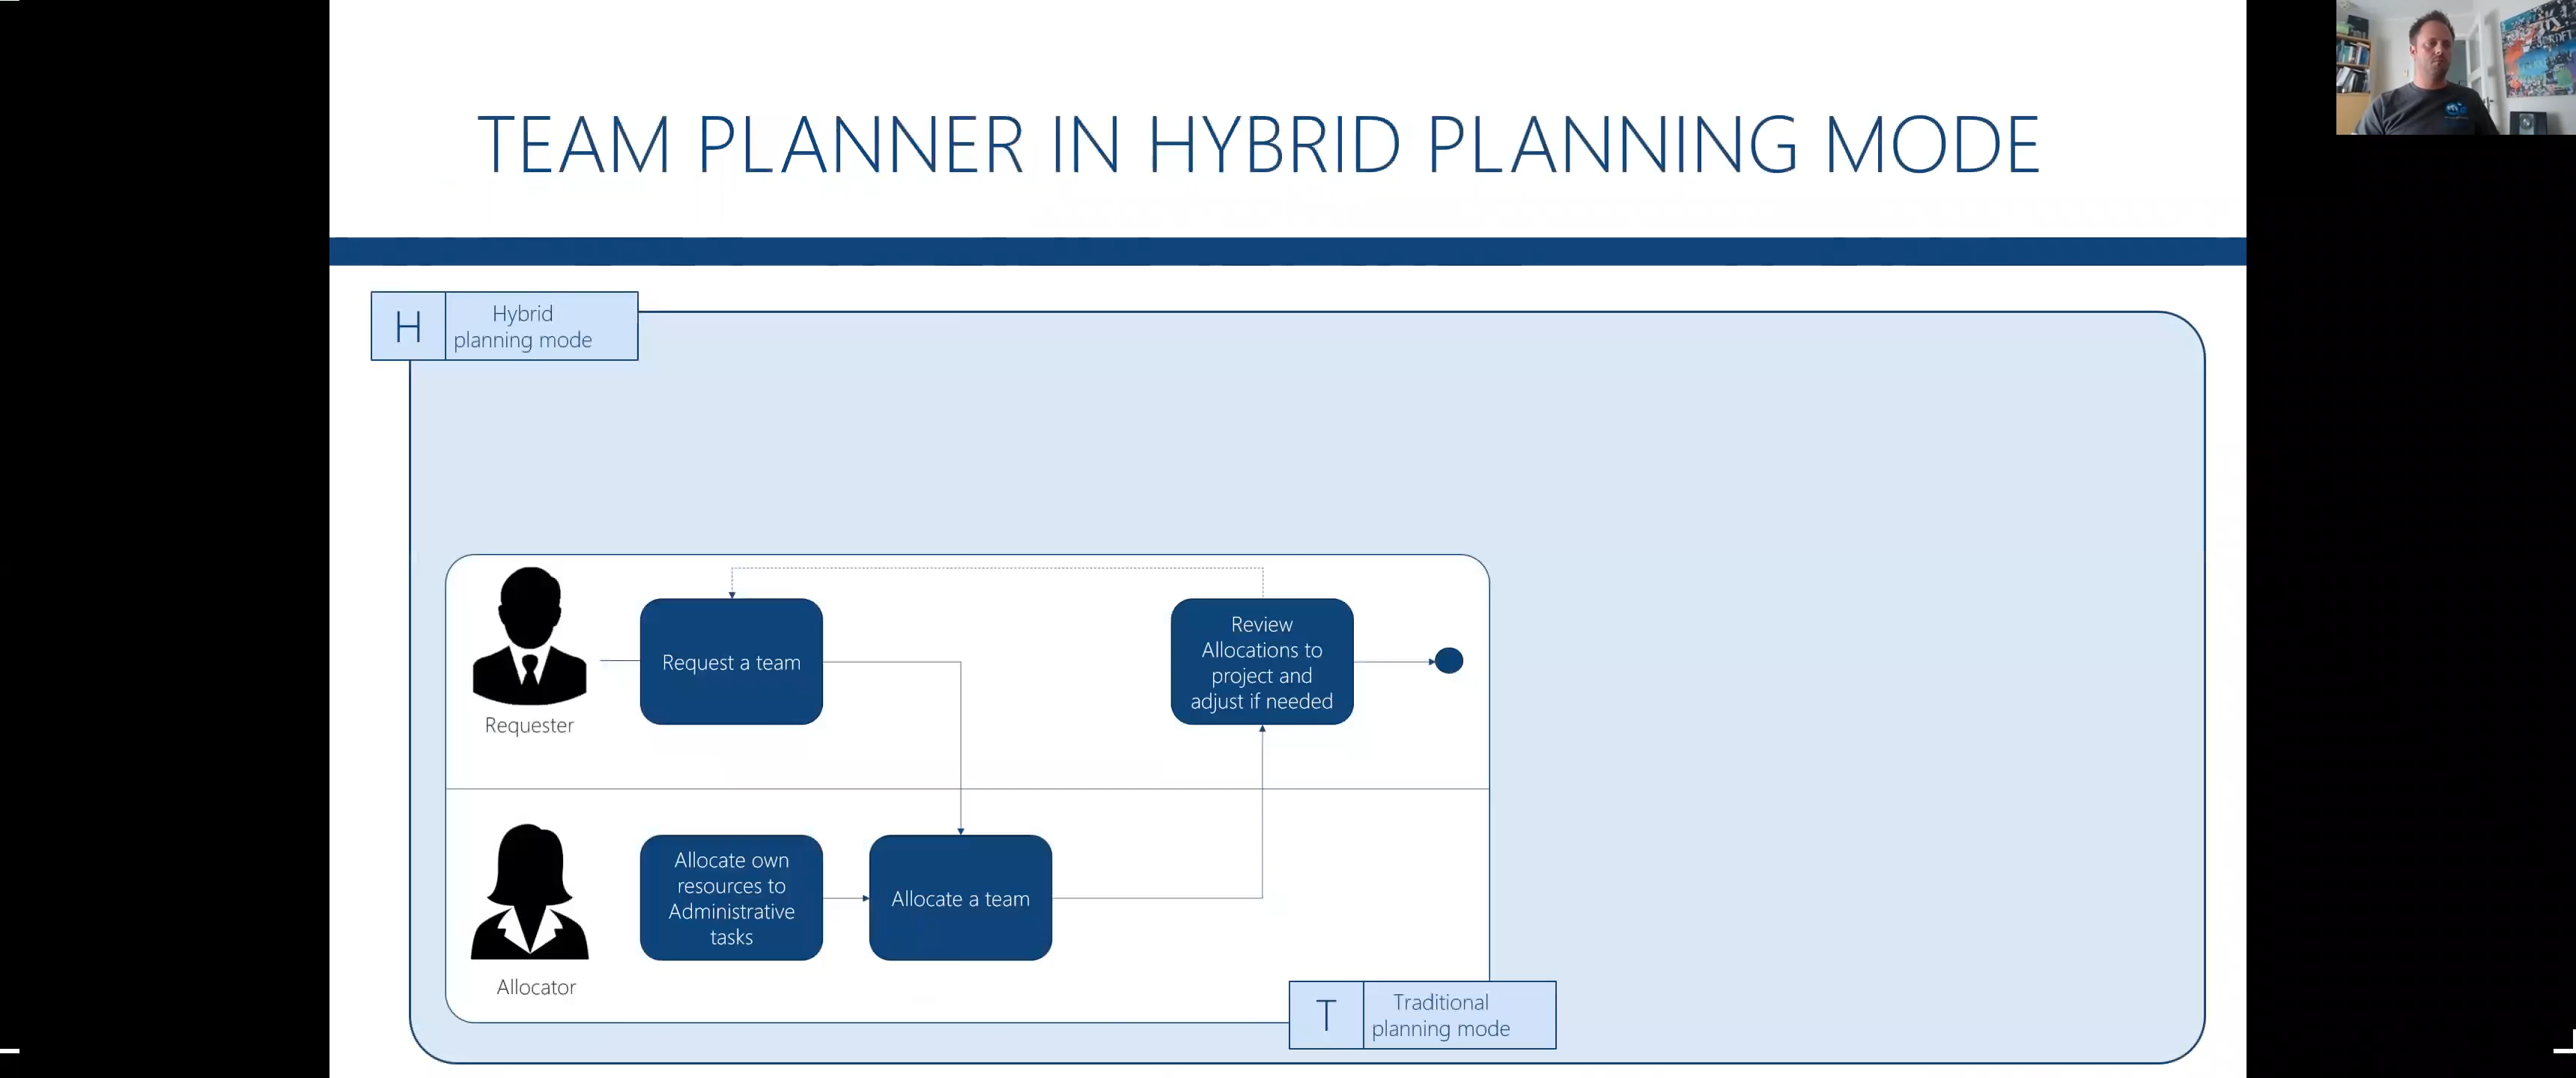 TEAM PLANNER IN HYBRID PLANNING MODE
H
Hybrid
planning mode
Requester
Request a team
Review
Allocations to
project and
adjust if needed
Allocator
Allocate own
resources to
Administrative
tasks
Allocate a team
T
Traditional
planning mode